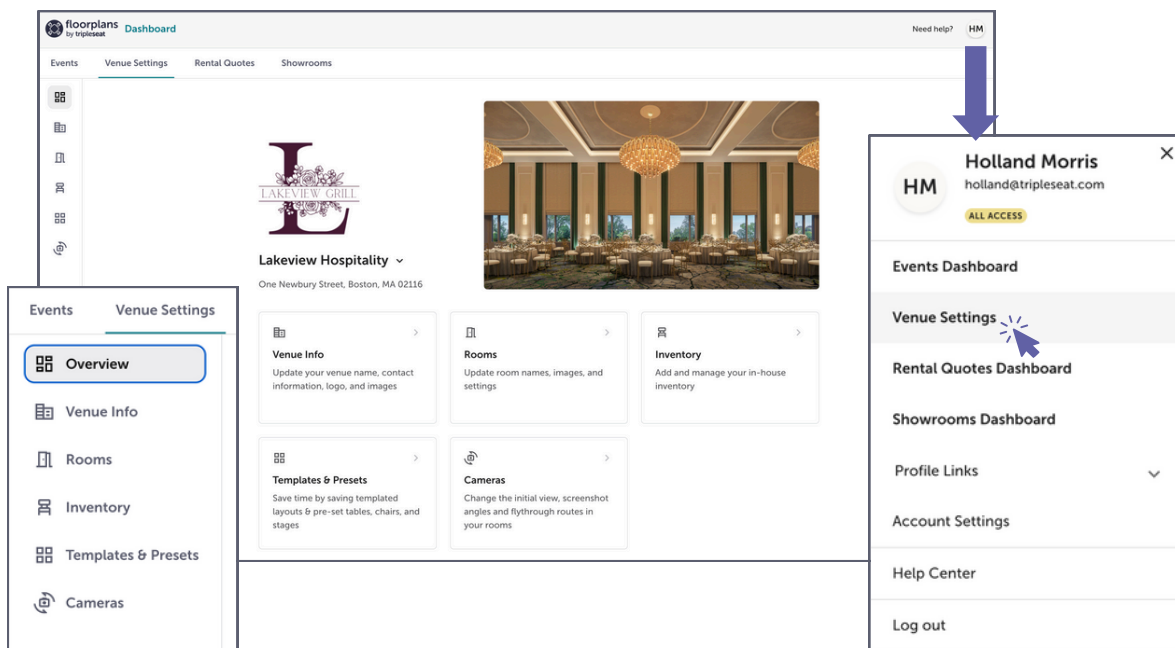 floorplans
by tripleseat
Dashboard
Need help?
HM
Events
Venue Settings
Rental Quotes
Showrooms
L
LAKEVIEW GRILL
Lakeview Hospitality
One Newbury Street, Boston, MA 02116
Venue Info
Update your venue name, contact
information, logo, and images
Rooms
Update room names, images, and
settings
Inventory
Add and manage your in-house
inventory
Templates & Presets
Save time by saving templated
layouts & pre-set tables, chairs, and
stages
Cameras
Change the initial view, screenshot
angles and flythrough routes in
your rooms
Events
Venue Settings
Overview
Venue Info
Rooms
Inventory
Templates & Presets
Cameras
HM
Holland Morris
holland@tripleseat.com
ALL ACCESS
Events Dashboard
Venue Settings
Rental Quotes Dashboard
Showrooms Dashboard
Profile Links
Account Settings
Help Center
Log out